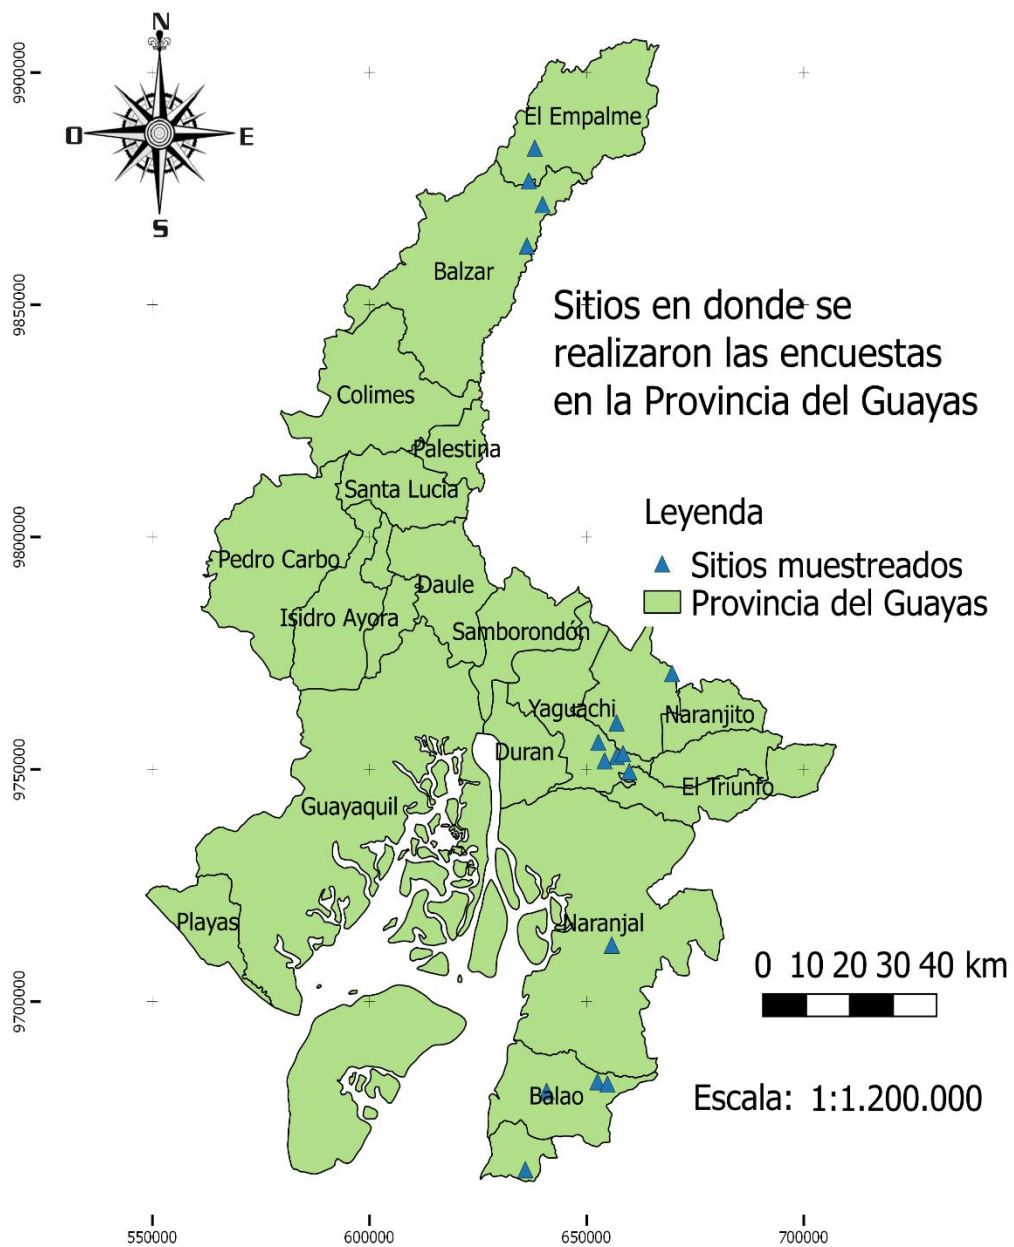 N
O
E
S
9900000
9850000
9800000
9750000
9700000
El Empalme
Balzar
Sitios en donde se
realizaron las encuestas
en la Provincia del Guayas
Colimes
Palestina
Santa Lucia
Leyenda
Sitios muestreados
Provincia del Guayas
Pedro Carbo
Daule
Isidro Ayora
Samborondón
Yaguachi
Naranjito
Duran
El Triunfo
Guayaquil
Playas
Naranjal
0 10 20 30 40 km
Balao
Escala: 1:1.200.000
550000
600000
650000
700000